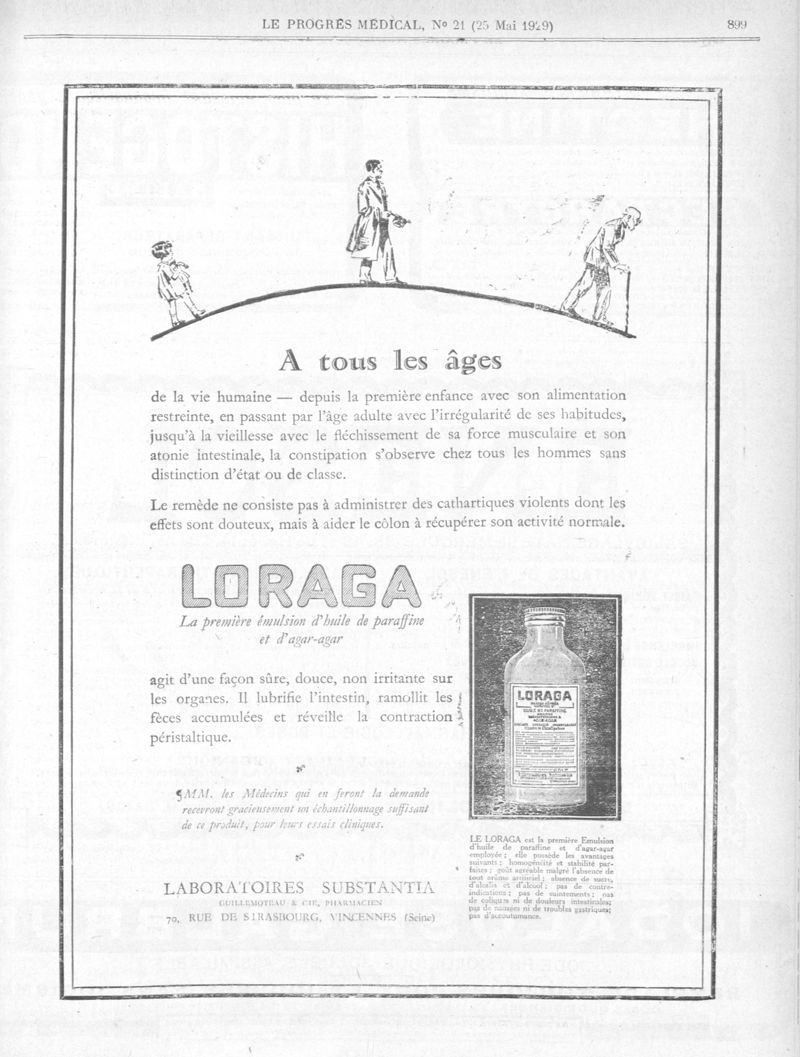 LE PROGRÈS MÉDICAL, No 21 (25 Mai 1929)
899
A tous les âges
de la vie humaine — depuis la première enfance avec son alimentation
restreinte, en passant par l'âge adulte avec l'irrégularité de ses habitudes,
jusqu'à la vieillesse avec le fléchissement de sa force musculaire et son
atonie intestinale, la constipation s'observe chez tous les hommes sans
distinction d'état ou de classe.
Le remède ne consiste pas à administrer des cathartiques violents dont les
effets sont douteux, mais à aider le côlon à récupérer son activité normale.
LORAGA
La première émulsion d'huile de paraffine
et d'agar-agar
agit d'une façon sûre, douce, non irritante sur
les organes. Il lubrifie l'intestin, ramollit les
fèces accumulées et réveille la contraction
péristaltique.
¶MM. les Médecins qui en feront la demande
recevront gracieusement un échantillonnage suffisant
de ce produit, pour leurs essais cliniques.
LABORATOIRES SUBSTANTIA
GUILLEMOTEAU & CIE, PHARMACIEN
70, RUE DE STRASBOURG, VINCENNES (Seine)
LORAGA
HUILE DE PARAFFINE
AGAR-AGAR
LE LORAGA est la première Emulsion
d'huile de paraffine et d'agar-agar
employée ; elle possède les avantages
suivants : homogénéité et stabilité par-
faites ; goût agréable malgré l'absence de
tout arôme artificiel ; absence de sucre,
d'alcalis et d'alcool ; pas de contre-
indications ; pas de suintements ; pas
de coliques ni de douleurs intestinales;
pas de nausées ni de troubles gastriques;
pas d'accoutumance.